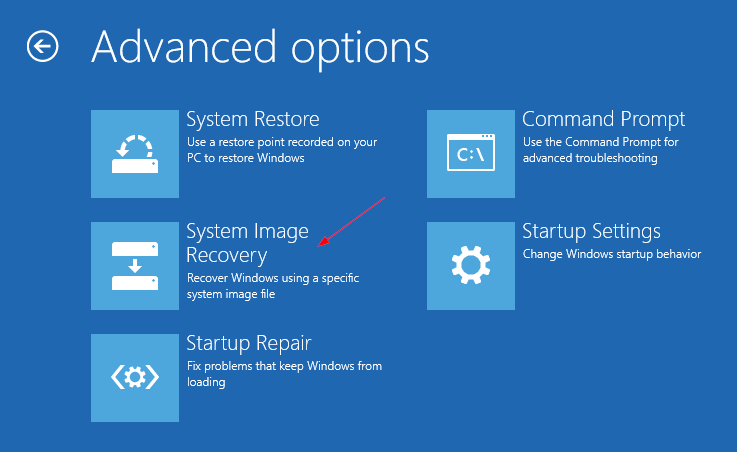 Advanced options
System Restore
Use a restore point recorded on your
PC to restore Windows
Command Prompt
C:\
Use the Command Prompt for
advanced troubleshooting
System Image
Recovery
Recover Windows using a specific
system image file
Startup Settings
Change Windows startup behavior
Startup Repair
Fix problems that keep Windows from
loading